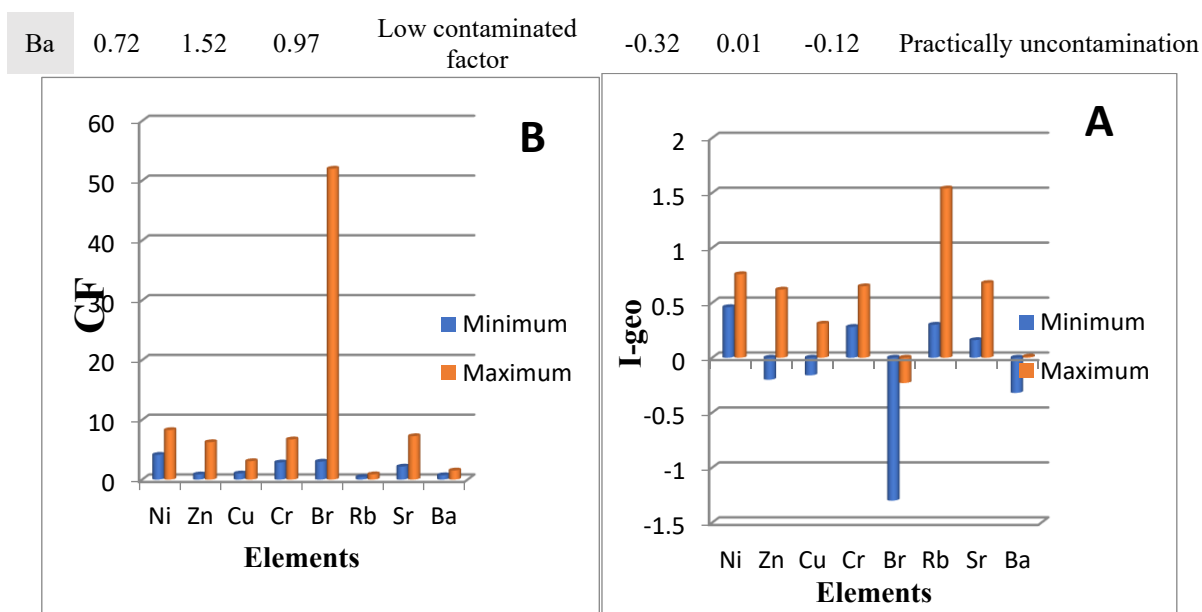 Ba 0.72 1.52 0.97 Low contaminated factor -0.32 0.01 -0.12 Practically uncontamination
B
60
50
40
30
20
10
0
CF
Minimum
Maximum
Ni Zn Cu Cr Br Rb Sr Ba
Elements
A
2
1.5
1
0.5
0
-0.5
-1
-1.5
I-geo
Minimum
Maximum
Ni Zn Cu Cr Br Rb Sr Ba
Elements